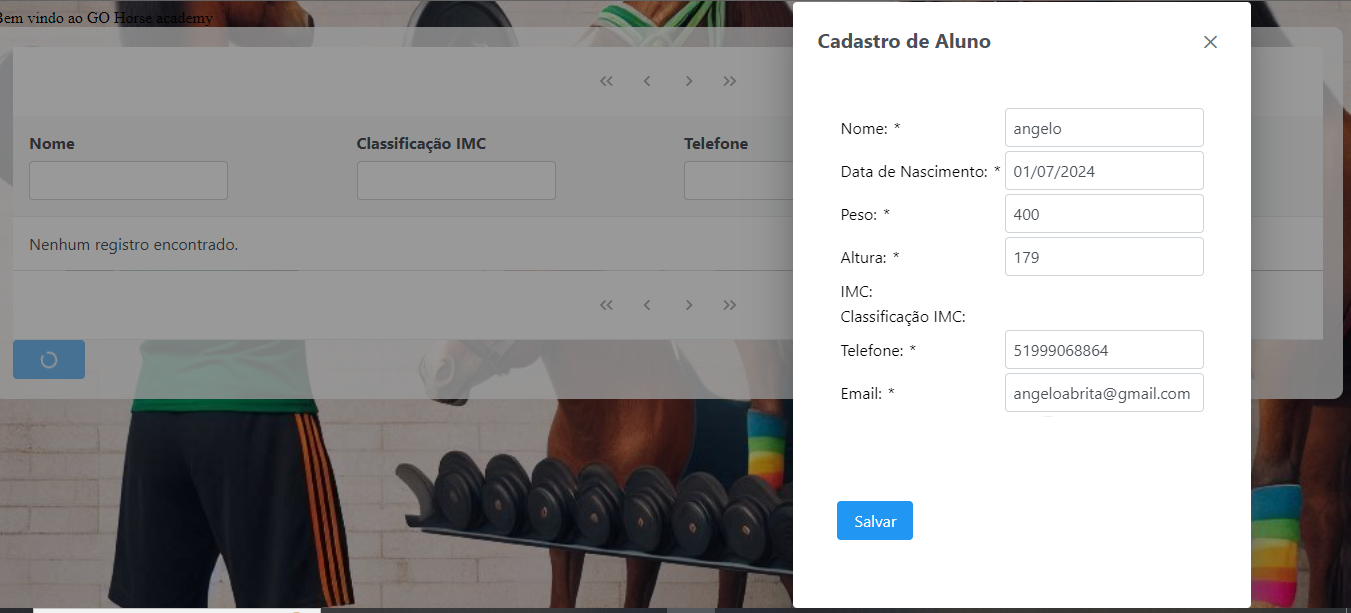 Bem vindo ao GO Horse academy
Nome
Classificação IMC
Telefone
Nenhum registro encontrado.
Cadastro de Aluno
Nome: *
angelo
Data de Nascimento: *
01/07/2024
Peso: *
400
Altura: *
179
IMC:
Classificação IMC:
Telefone: *
51999068864
Email: *
angeloabrita@gmail.com
Salvar